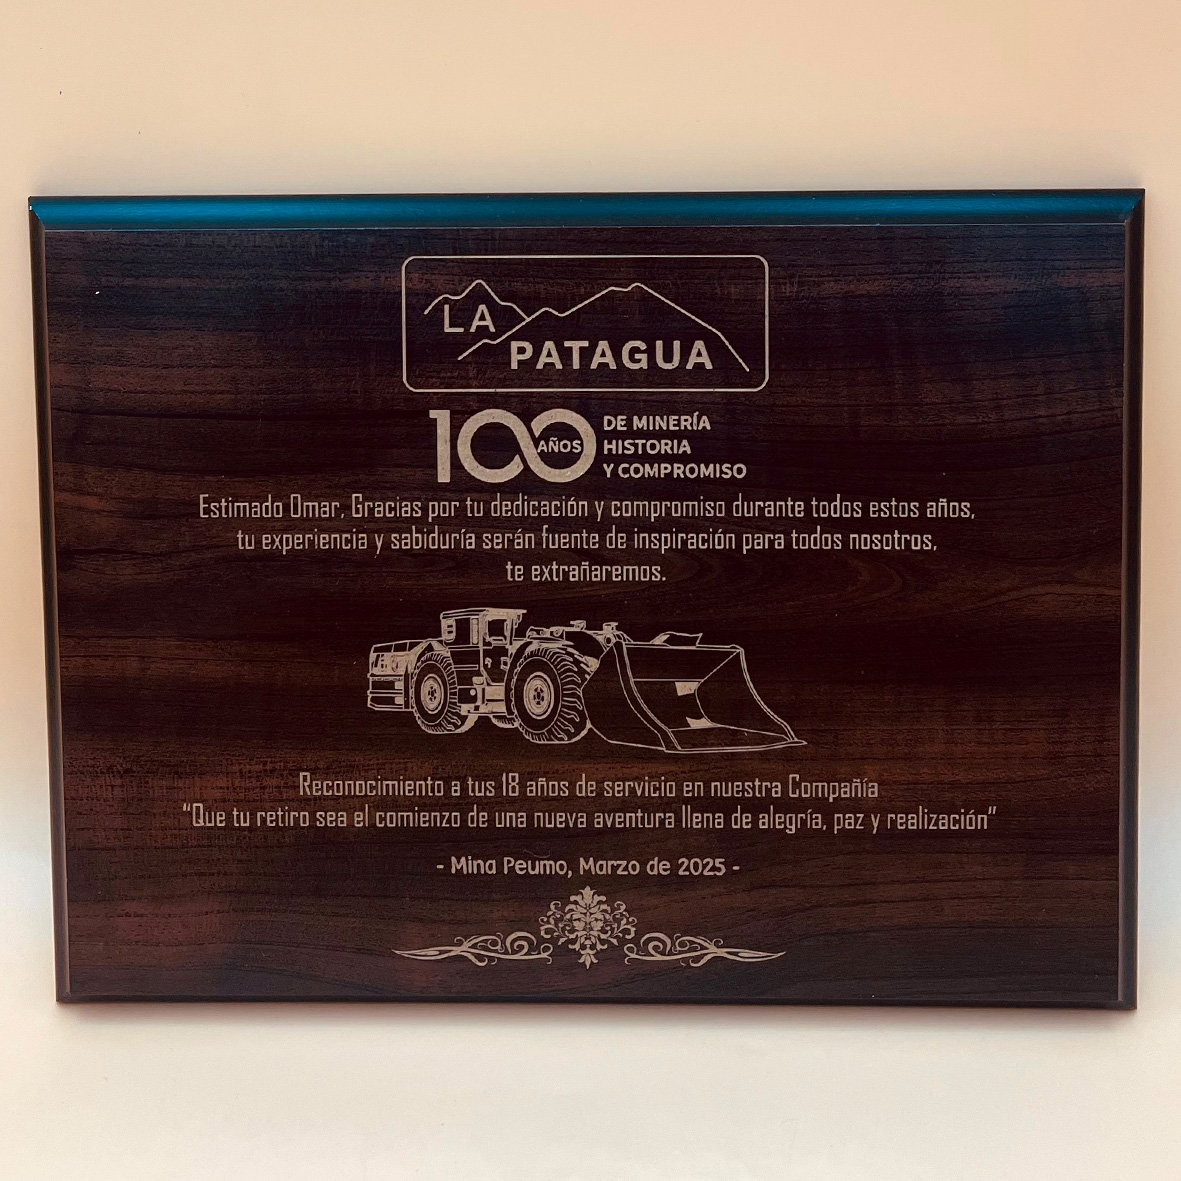 LA
PATAGUA
100 AÑOS
DE MINERÍA
HISTORIA
Y COMPROMISO
Estimado Omar, Gracias por tu dedicación y compromiso durante todos estos años,
tu experiencia y sabiduría serán fuente de inspiración para todos nosotros,
te extrañaremos.
Reconocimiento a tus 18 años de servicio en nuestra Compañía
“Que tu retiro sea el comienzo de una nueva aventura llena de alegría, paz y realización”
- Mina Peumo, Marzo de 2025 -